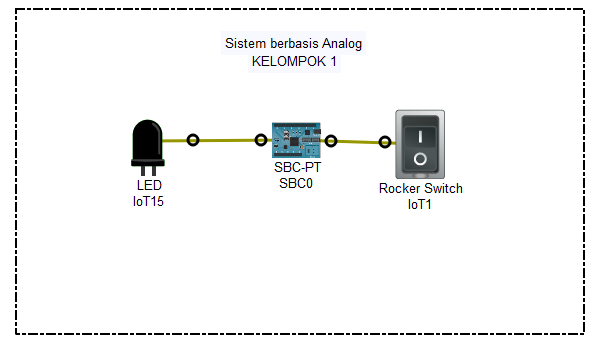 Sistem berbasis Analog
KELOMPOK 1
LED
IoT15
SBC-PT
SBC0
Rocker Switch
IoT1